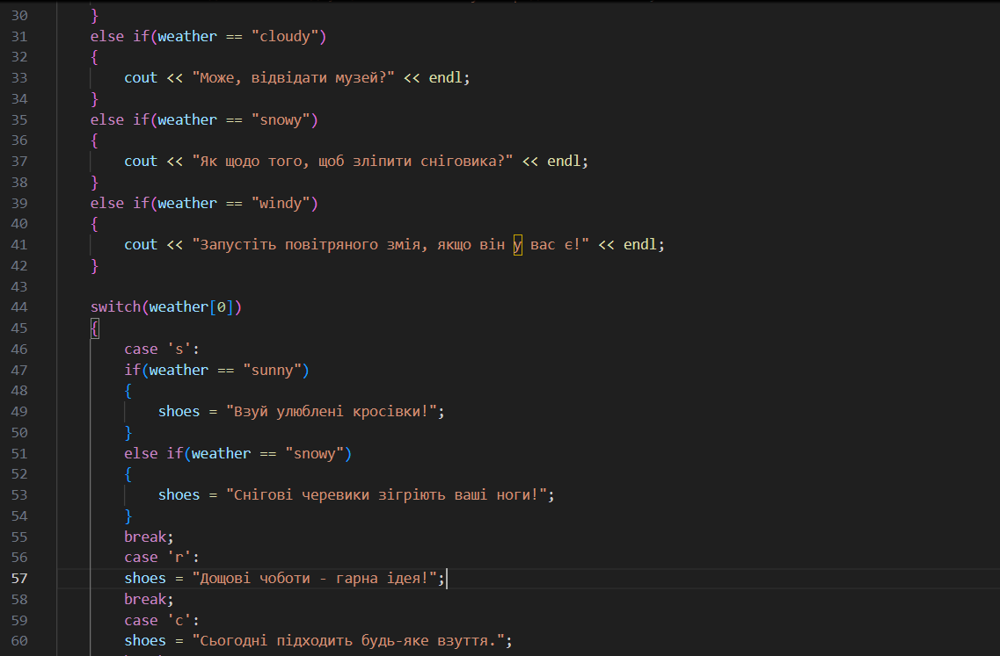 30 }
31 else if(weather == "cloudy")
32 {
33 cout << "Може, відвідати музей?" << endl;
34 }
35 else if(weather == "snowy")
36 {
37 cout << "Як щодо того, щоб зліпити сніговика?" << endl;
38 }
39 else if(weather == "windy")
40 {
41 cout << "Запустіть повітряного змія, якщо він у вас є!" << endl;
42 }
43
44 switch(weather[0])
45 {
46 case 's':
47 if(weather == "sunny")
48 {
49 shoes = "Взуй улюблені кросівки!";
50 }
51 else if(weather == "snowy")
52 {
53 shoes = "Снігові черевики зігріють ваші ноги!";
54 }
55 break;
56 case 'r':
57 shoes = "Дощові чоботи - гарна ідея!";
58 break;
59 case 'c':
60 shoes = "Сьогодні підходить будь-яке взуття.";